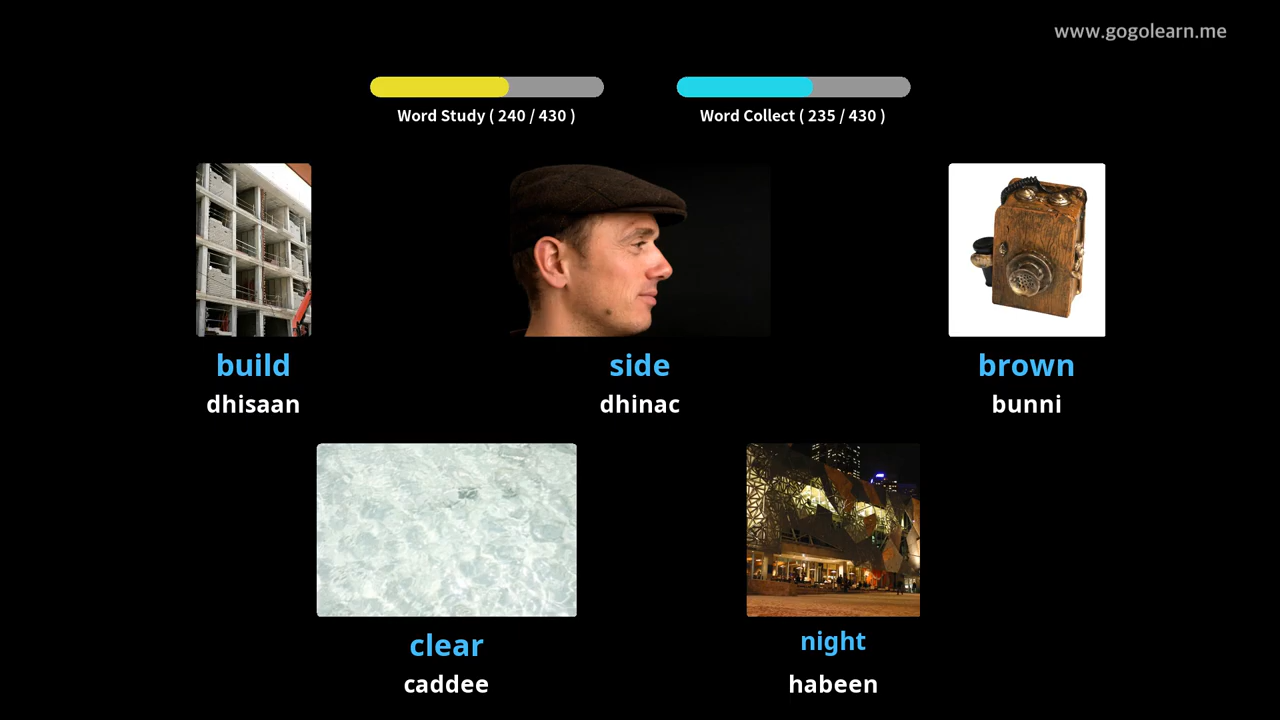 www.gogolearn.me
Word Study ( 240 / 430 )
Word Collect ( 235 / 430 )
build
dhisaan
side
dhinac
brown
bunni
clear
caddee
night
habeen